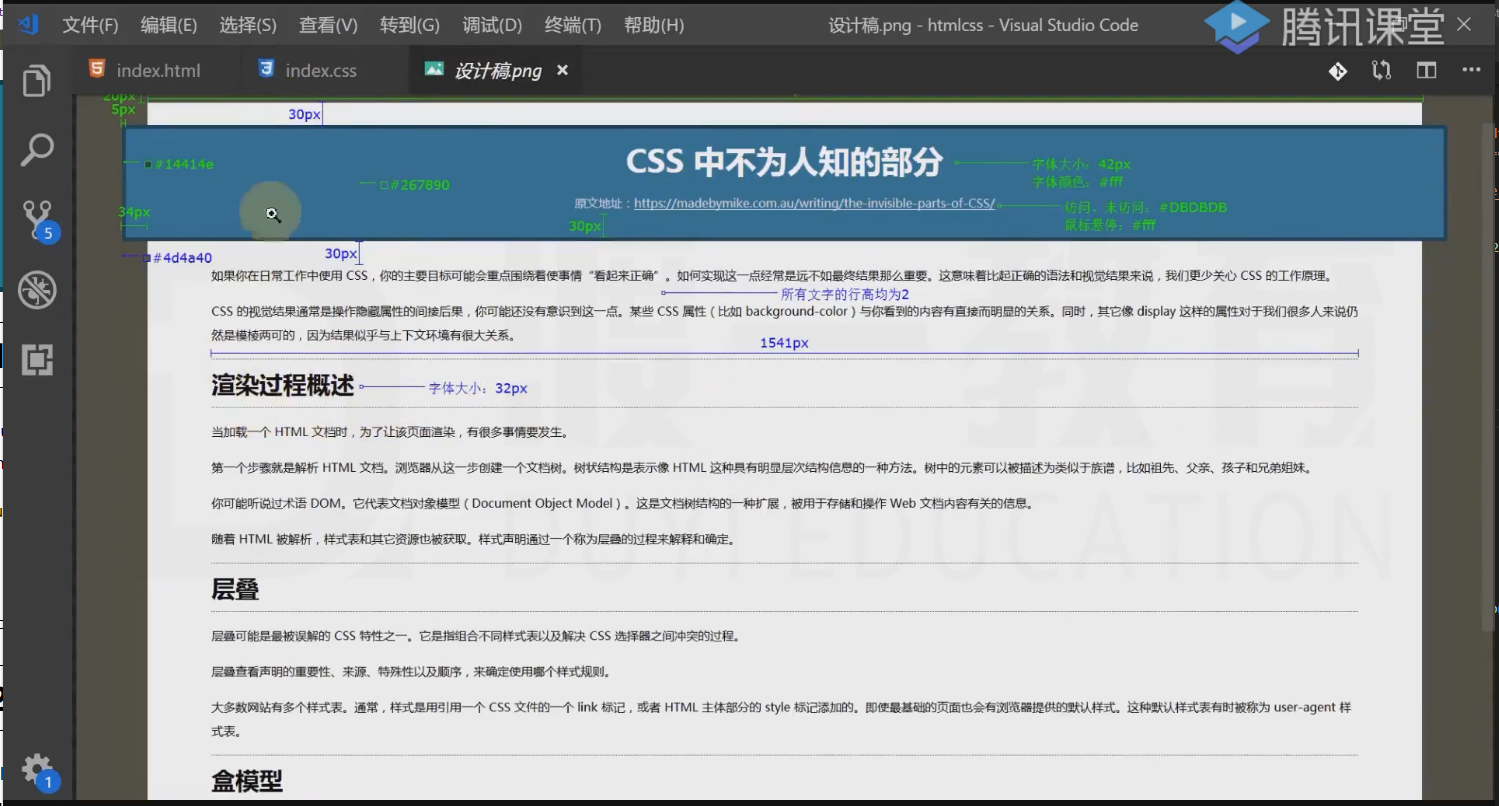 文件(F) 编辑(E) 选择(S) 查看(V) 转到(G) 调试(D) 终端(T) 帮助(H) 设计稿.png - htmlcss - Visual Studio Code 腾讯课堂
index.html index.css 设计稿.png
20px
5px
30px
#14414e
CSS 中不为人知的部分
字体大小：42px
字体颜色：#fff
#267890
34px
原文地址：https://madebymike.com.au/writing/the-invisible-parts-of-CSS/
访问、未访问：#DBDBDB
鼠标悬停：#fff
30px
5
#4d4a40
30px
如果你在日常工作中使用 CSS，你的主要目标可能会重点围绕着使事情“看起来正确”。如何实现这一点经常是远不如最终结果那么重要。这意味着比起正确的语法和视觉结果来说，我们更少关心 CSS 的工作原理。
所有文字的行高均为2
CSS 的视觉结果通常是操作隐藏属性的间接后果，你可能还没有意识到这一点。某些 CSS 属性（比如 background-color）与你看到的内容有直接而明显的关系。同时，其它像 display 这样的属性对于我们很多人来说仍
然是模棱两可的，因为结果似乎与上下文环境有很大关系。
1541px
渲染过程概述
字体大小：32px
当加载一个 HTML 文档时，为了让该页面渲染，有很多事情要发生。
第一个步骤就是解析 HTML 文档。浏览器从这一步创建一个文档树。树状结构是表示像 HTML 这种具有明显层次结构信息的一种方法。树中的元素可以被描述为类似于族谱，比如祖先、父亲、孩子和兄弟姐妹。
你可能听说过术语 DOM。它代表文档对象模型（Document Object Model）。这是文档树结构的一种扩展，被用于存储和操作 Web 文档内容有关的信息。
随着 HTML 被解析，样式表和其它资源也被获取。样式声明通过一个称为层叠的过程来解释和确定。
DUYI EDUCATION
层叠
层叠可能是最被误解的 CSS 特性之一。它是指组合不同样式表以及解决 CSS 选择器之间冲突的过程。
层叠查看声明的重要性、来源、特殊性以及顺序，来确定使用哪个样式规则。
大多数网站有多个样式表。通常，样式是用引用一个 CSS 文件的一个 link 标记，或者 HTML 主体部分的 style 标记添加的。即使最基础的页面也会有浏览器提供的默认样式。这种默认样式表有时被称为 user-agent 样
式表。
盒模型
1